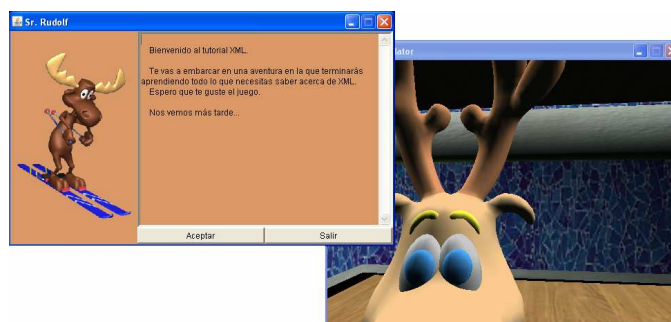 Sr. Rudolf
Bienvenido al tutorial XML.
Te vas a embarcar en una aventura en la que terminarás
aprendiendo todo lo que necesitas saber acerca de XML.
Espero que te guste el juego.
Nos vemos más tarde...
Aceptar Salir